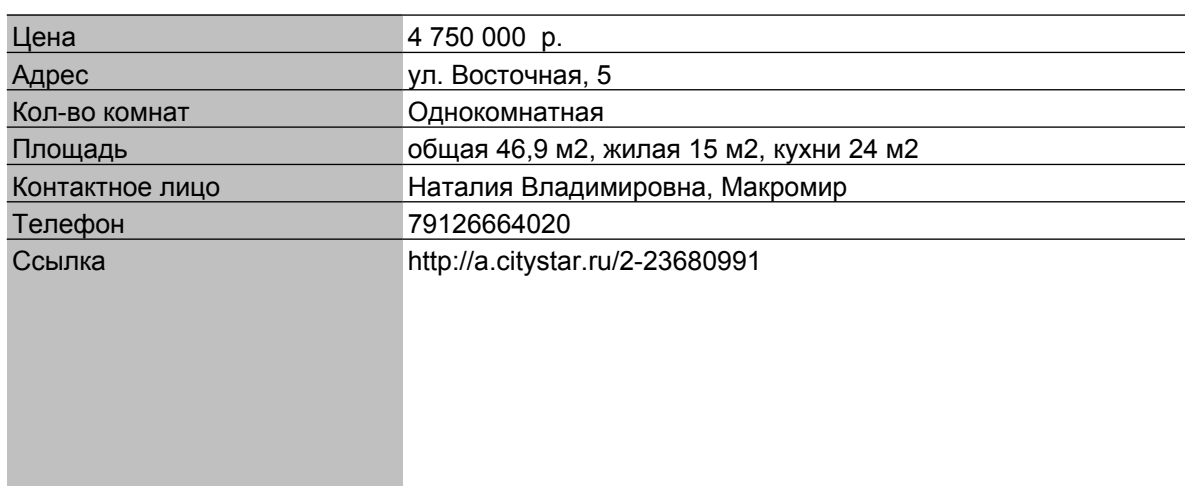 Цена 4 750 000 р.
Адрес ул. Восточная, 5
Кол-во комнат Однокомнатная
Площадь общая 46,9 м2, жилая 15 м2, кухни 24 м2
Контактное лицо Наталия Владимировна, Макромир
Телефон 79126664020
Ссылка http://a.citystar.ru/2-23680991